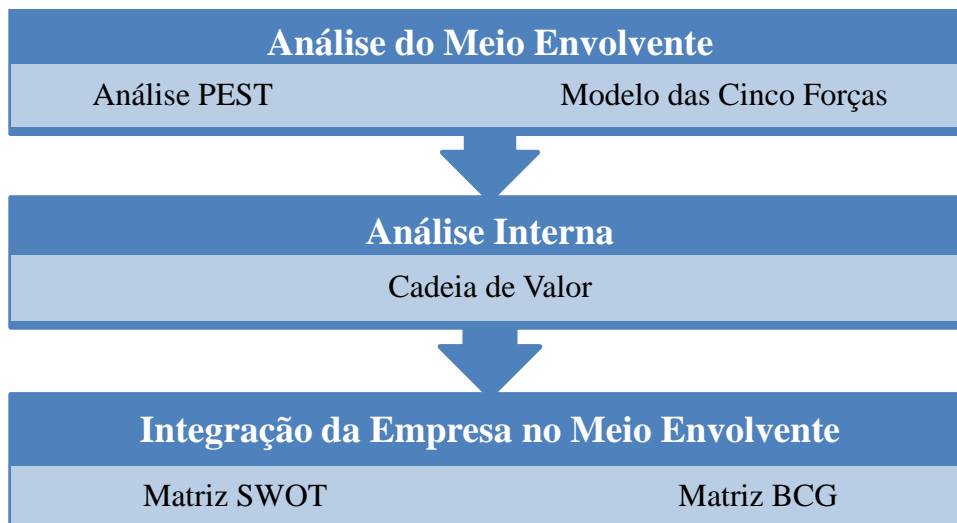 Análise do Meio Envolvente
Análise PEST Modelo das Cinco Forças
Análise Interna
Cadeia de Valor
Integração da Empresa no Meio Envolvente
Matriz SWOT Matriz BCG